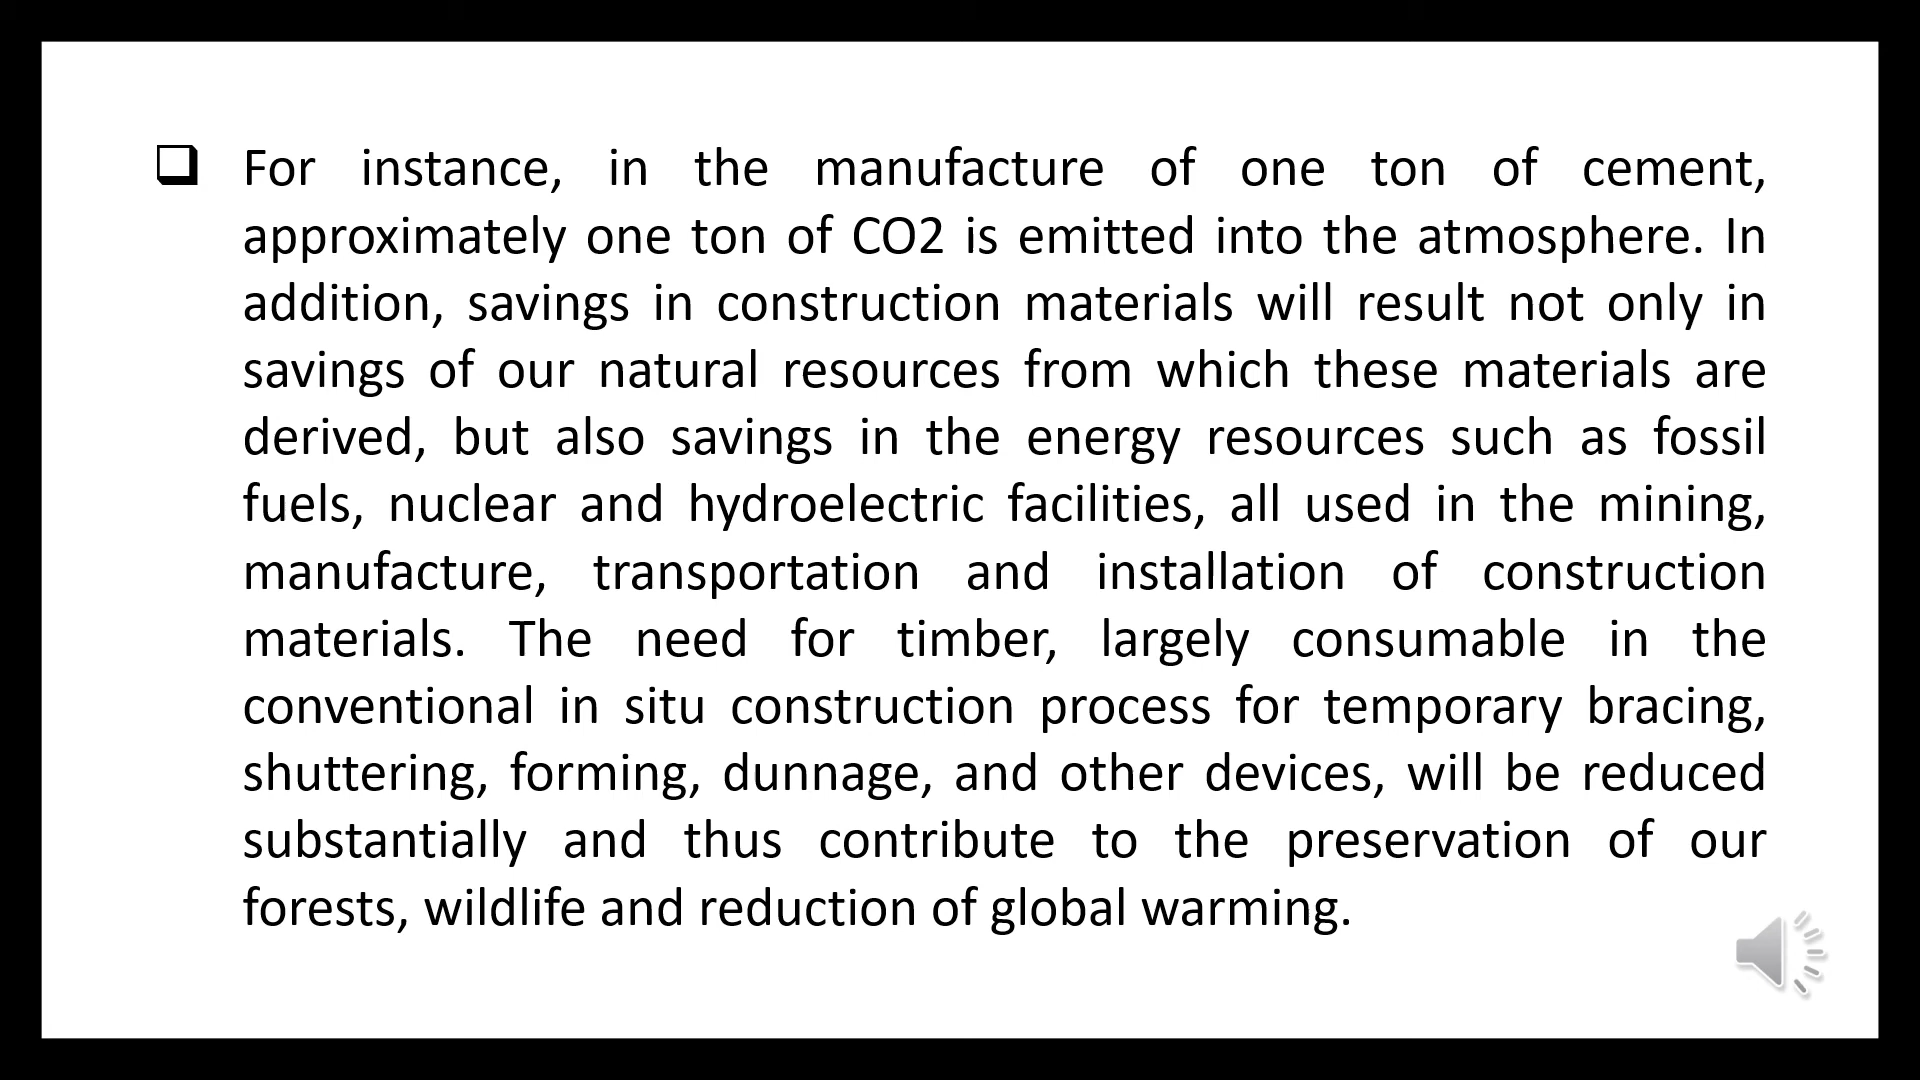 ❑ For instance, in the manufacture of one ton of cement,
approximately one ton of CO2 is emitted into the atmosphere. In
addition, savings in construction materials will result not only in
savings of our natural resources from which these materials are
derived, but also savings in the energy resources such as fossil
fuels, nuclear and hydroelectric facilities, all used in the mining,
manufacture, transportation and installation of construction
materials. The need for timber, largely consumable in the
conventional in situ construction process for temporary bracing,
shuttering, forming, dunnage, and other devices, will be reduced
substantially and thus contribute to the preservation of our
forests, wildlife and reduction of global warming.